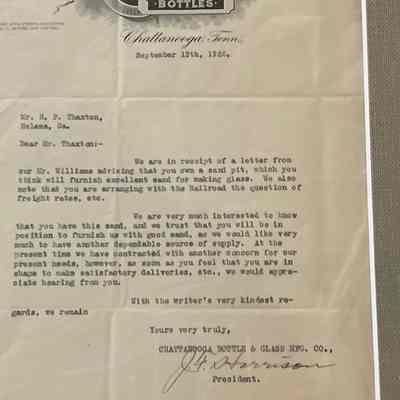 BOTTLES
Chattanooga, Tenn.,
September 13th, 1926.
Mr. H. P. Thaxton,
Helena, Ga.
Dear Mr. Thaxton:-
We are in receipt of a letter from
our Mr. Williams advising that you own a sand pit, which you
think will furnish excellent sand for making glass. We also
note that you are arranging with the Railroad the question of
freight rates, etc.
We are very much interested to know
that you have this sand, and we trust that you will be in
position to furnish us with good sand, as we would like very
much to have another dependable source of supply. At the
present time we have contracted with another concern for our
present needs, however, as soon as you feel that you are in
shape to make satisfactory deliveries, etc., we would appre-
ciate hearing from you.
With the writer's very kindest re-
gards, we remain
Yours very truly,
CHATTANOOGA BOTTLE & GLASS MFG. CO.,
J F Harrison
President.